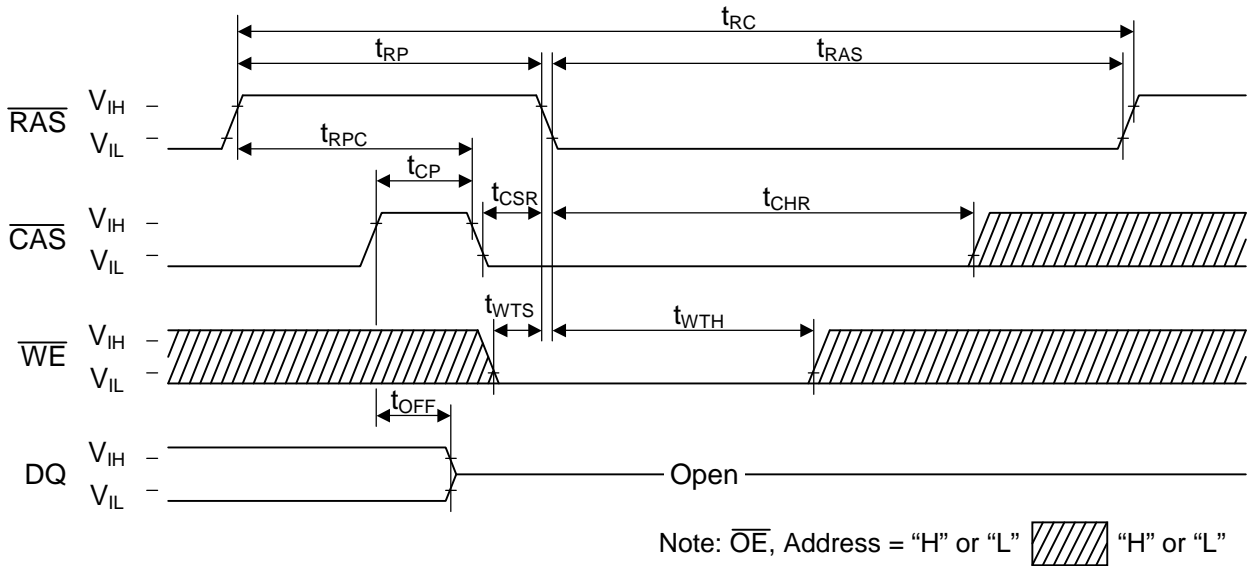 tRC
tRP
tRAS
RAS
VIH
VIL
tRPC
tCP
tCSR
tCHR
CAS
VIH
VIL
tWTS
tWTH
WE
VIH
VIL
tOFF
DQ
VIH
VIL
Open
Note: OE, Address = “H” or “L” “H” or “L”